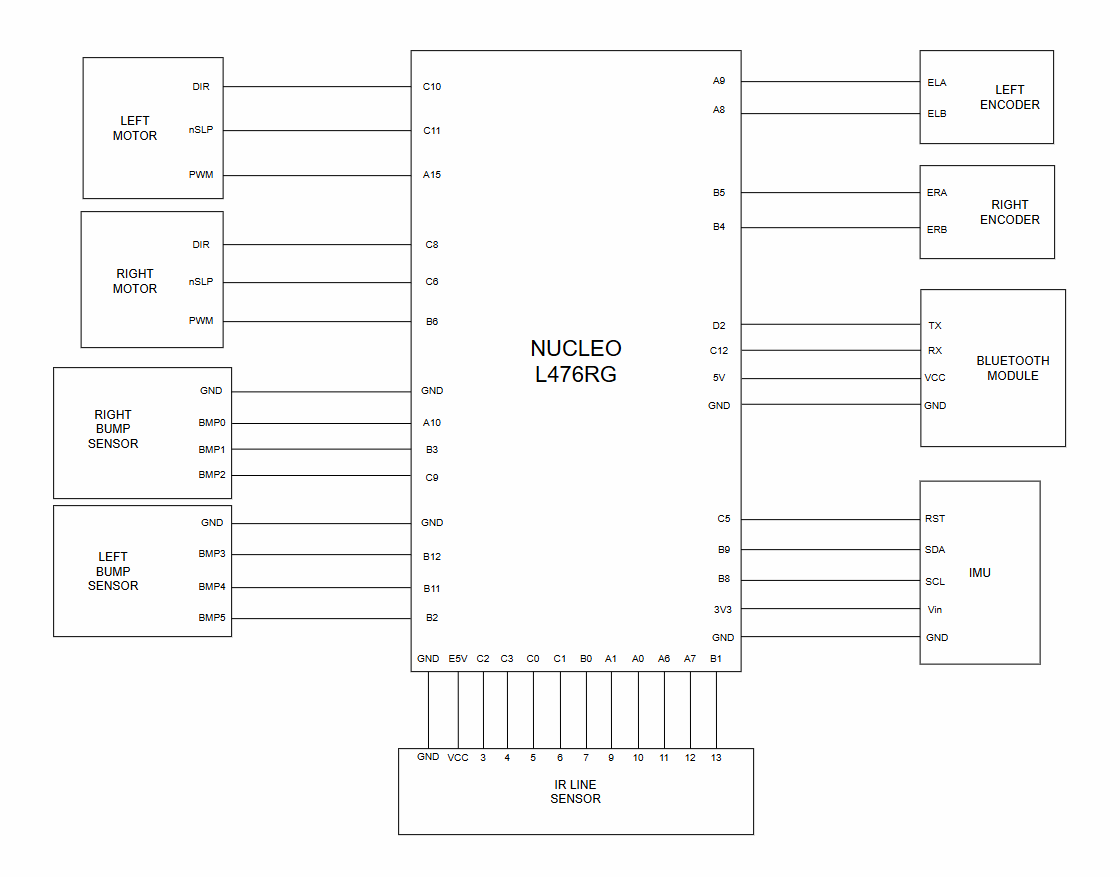 DIR
LEFT
MOTOR
nSLP
PWM
DIR
RIGHT
MOTOR
nSLP
PWM
GND
RIGHT
BUMP
SENSOR
BMP0
BMP1
BMP2
GND
LEFT
BUMP
SENSOR
BMP3
BMP4
BMP5
C10
C11
A15
C8
C6
B6
GND
A10
B3
C9
GND
B12
B11
B2
NUCLEO
L476RG
A9
A8
B5
B4
D2
C12
5V
GND
C5
B9
B8
3V3
GND
GND E5V C2 C3 C0 C1 B0 A1 A0 A6 A7 B1
ELA
ELB
LEFT
ENCODER
ERA
ERB
RIGHT
ENCODER
TX
RX
VCC
GND
BLUETOOTH
MODULE
RST
SDA
SCL
Vin
GND
IMU
GND VCC 3 4 5 6 7 9 10 11 12 13
IR LINE
SENSOR